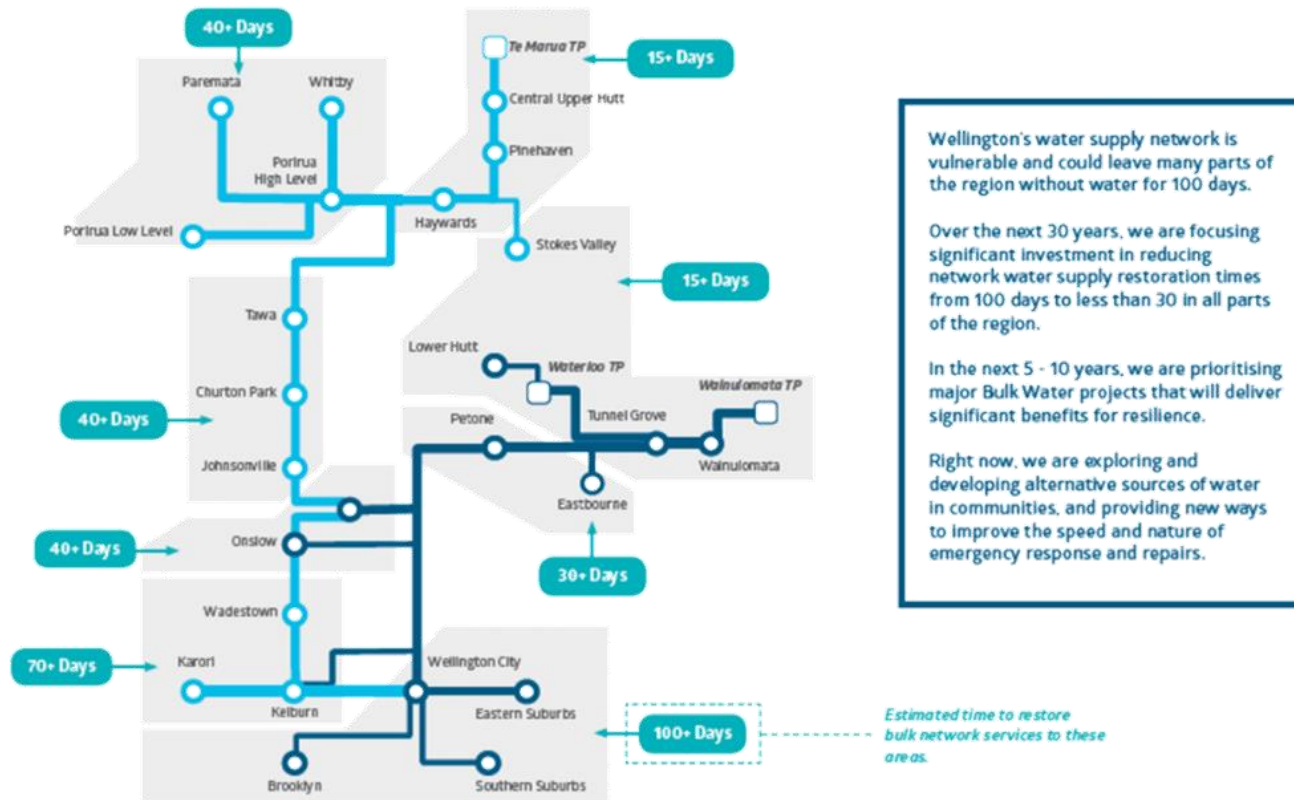 40+ Days
Te Marua TP
15+ Days
Paremata
Whitby
Central Upper Hutt
Pinehaven
Porirua
High Level
Haywards
Porirua Low Level
Stokes Valley
15+ Days
Tawa
Lower Hutt
Waterloo TP
Wainuiomata TP
Churton Park
40+ Days
Petone
Tunnel Grove
Wainuiomata
Johnsonville
Eastbourne
Onslow
40+ Days
30+ Days
Wadestown
Karori
70+ Days
Wellington City
Kelburn
Eastern Suburbs
100+ Days
Brooklyn
Southern Suburbs
Estimated time to restore
bulk network services to these
areas.
Wellington's water supply network is
vulnerable and could leave many parts of
the region without water for 100 days.
Over the next 30 years, we are focusing
significant investment in reducing
network water supply restoration times
from 100 days to less than 30 in all parts
of the region.
In the next 5 - 10 years, we are prioritising
major Bulk Water projects that will deliver
significant benefits for resilience.
Right now, we are exploring and
developing alternative sources of water
in communities, and providing new ways
to improve the speed and nature of
emergency response and repairs.